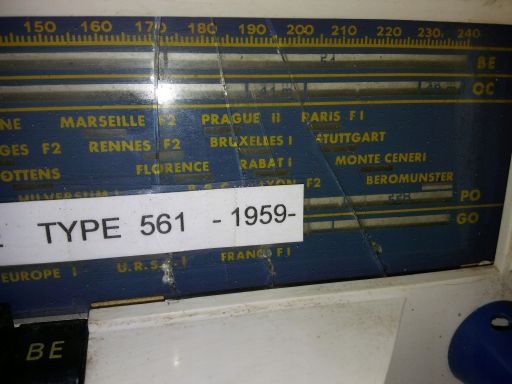 150 160 170 180 190 200 210 220 230 240
BE
OC
NE MARSEILLE F2 PRAGUE II PARIS F I
GES F2 RENNES F2 BRUXELLES I STUTTGART
OTTENS FLORENCE RABAT I MONTE CENERI
HILVERSUM I LYON F2 BEROMUNSTER
PO
TYPE 561 - 1959-
GO
EUROPE I U.R.S.S. I FRANCE F I
BE